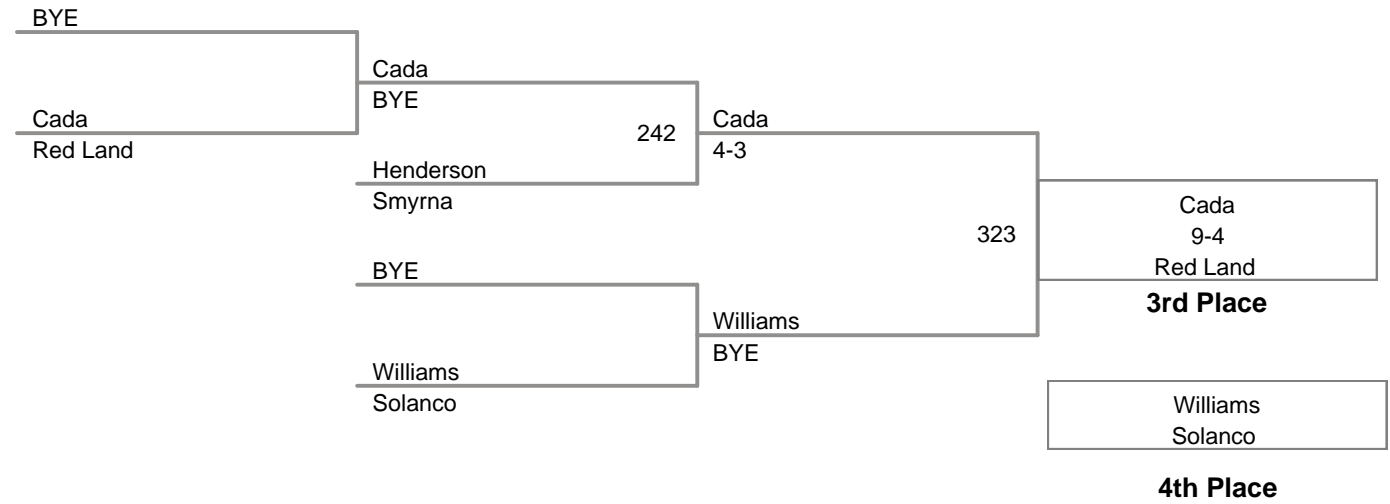 BYE
Cada
Red Land
Cada
BYE
242
Henderson
Smyrna
BYE
Williams
Solanco
Cada
4-3
323
Williams
BYE
Cada
9-4
Red Land
3rd Place
Williams
Solanco
4th Place